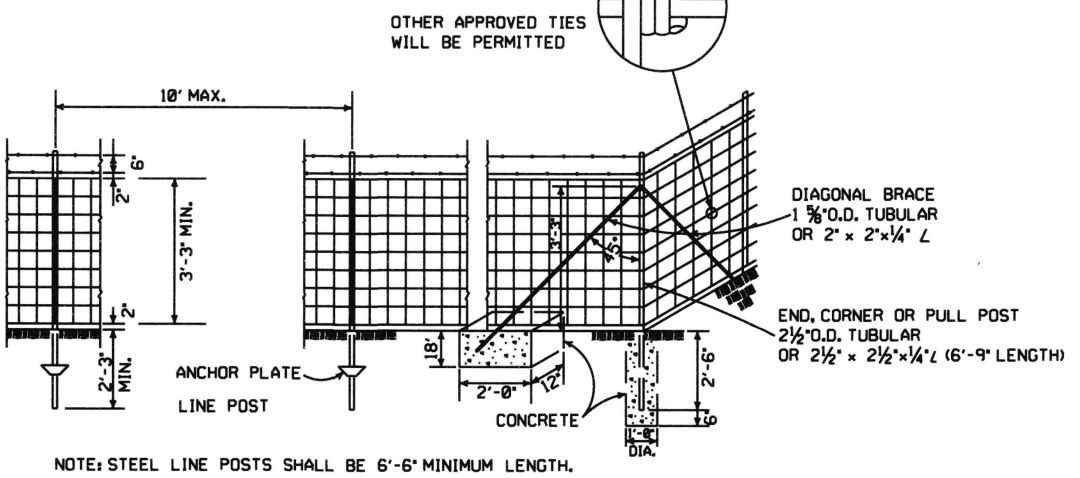 OTHER APPROVED TIES
WILL BE PERMITTED
10' MAX.
6"
2"
3'-3" MIN.
2"
2'-3"
MIN.
3'-3"
45°
DIAGONAL BRACE
1 5/8" O.D. TUBULAR
OR 2" x 2"x1/4" L
END, CORNER OR PULL POST
2 1/2" O.D. TUBULAR
OR 2 1/2" x 2 1/2"x1/4" L (6'-9" LENGTH)
ANCHOR PLATE
LINE POST
18'
2'-0"
12"
CONCRETE
2'-6"
6"
1'-0"
DIA.
NOTE: STEEL LINE POSTS SHALL BE 6'-6" MINIMUM LENGTH.